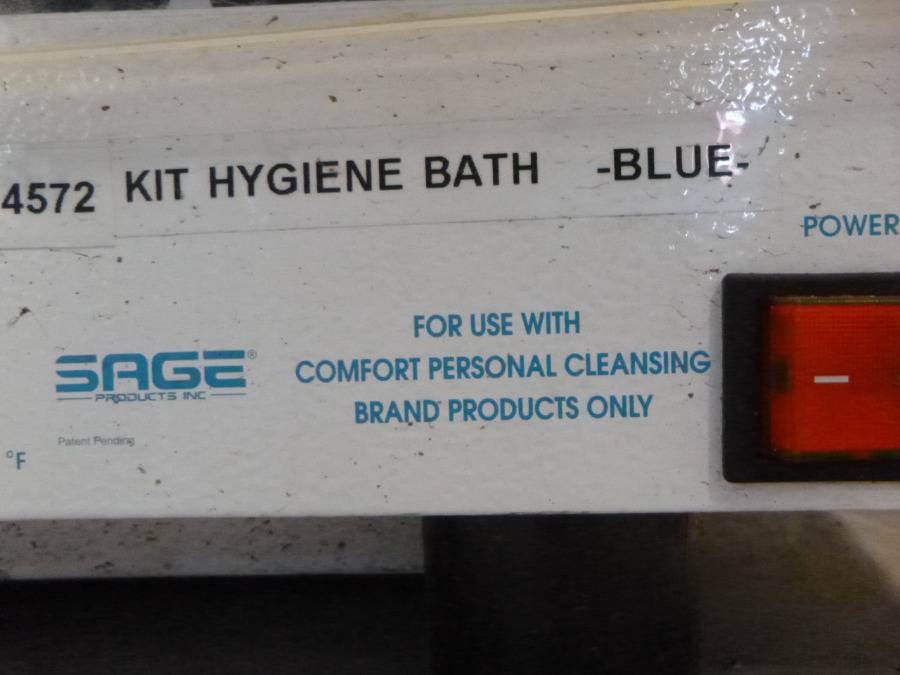 4572 KIT HYGIENE BATH -BLUE-
POWER
FOR USE WITH
SAGE®
COMFORT PERSONAL CLEANSING
PRODUCTS INC
BRAND PRODUCTS ONLY
Patent Pending
°F